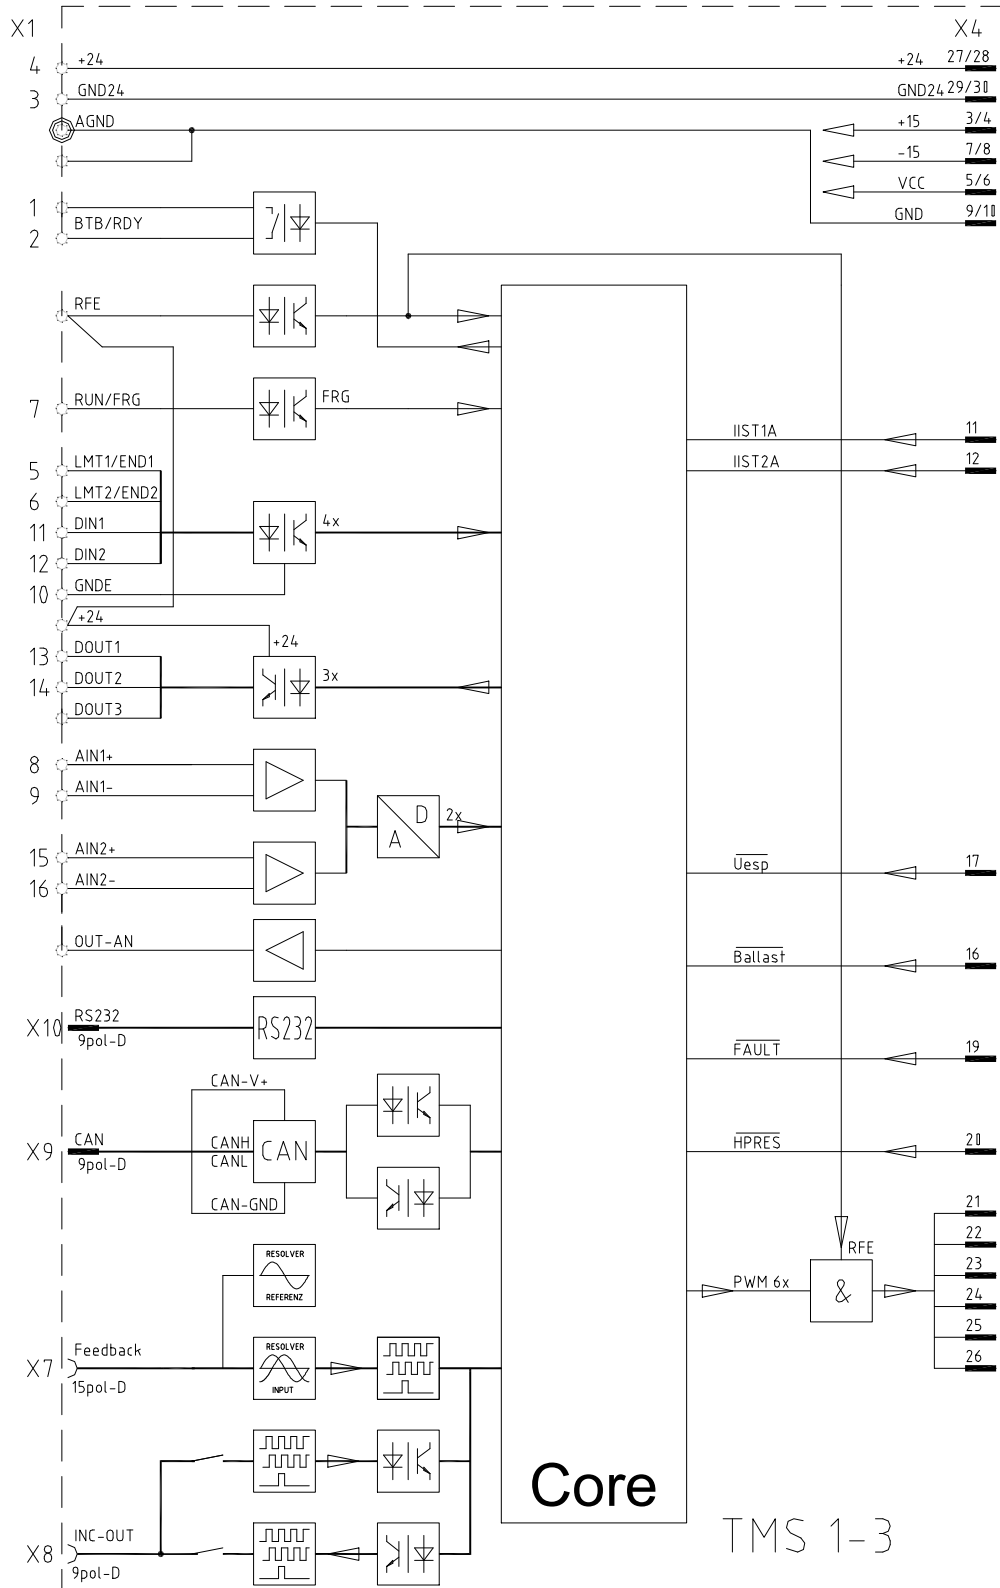 X1 X4
4 +24 +24 27/28
3 GND24 GND24 29/30
AGND +15 3/4
-15 7/8
1 VCC 5/6
2 BTB/RDY GND 9/10
RFE
7 RUN/FRG FRG
IIST1A 11
5 LMT1/END1 IIST2A 12
6 LMT2/END2
11 DIN1 4x
12 DIN2
10 GNDE
+24
+24
13 DOUT1
14 DOUT2 3x
DOUT3
8 AIN1+
9 AIN1-
D 2x
A
15 AIN2+ Uesp 17
16 AIN2-
OUT-AN Ballast 16
X10 RS232 RS232
9pol-D
FAULT 19
CAN-V+
X9 CAN CANH CAN HPRES 20
9pol-D CANL
CAN-GND
21
22
RFE
RESOLVER 23
REFERENZ
PWM 6x & 24
25
26
X7 Feedback RESOLVER
15pol-D INPUT
Core
X8 INC-OUT TMS 1-3
9pol-D